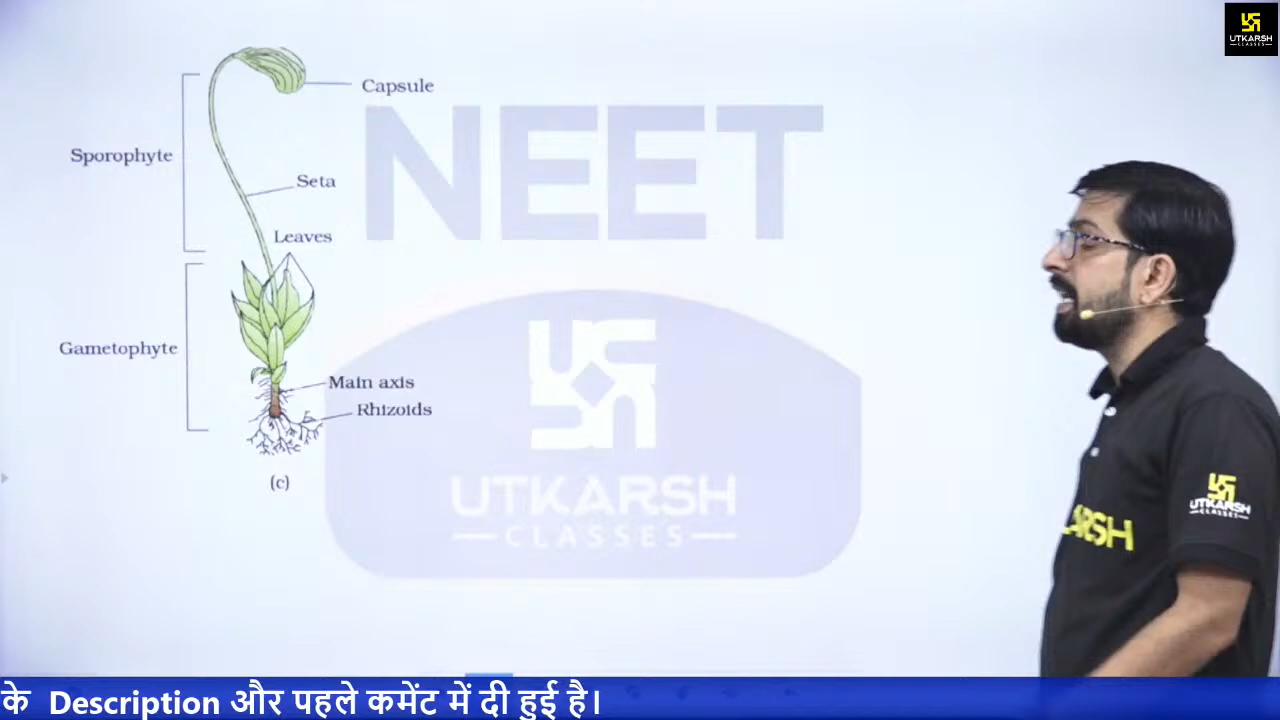 UTKARSH
CLASSES
Capsule
NEET
Sporophyte
Seta
Leaves
Gametophyte
Main axis
Rhizoids
(c)
UTKARSH
CLASSES
UTKARSH
CLASSES
ARSH
के Description और पहले कमेंट में दी हुई है।